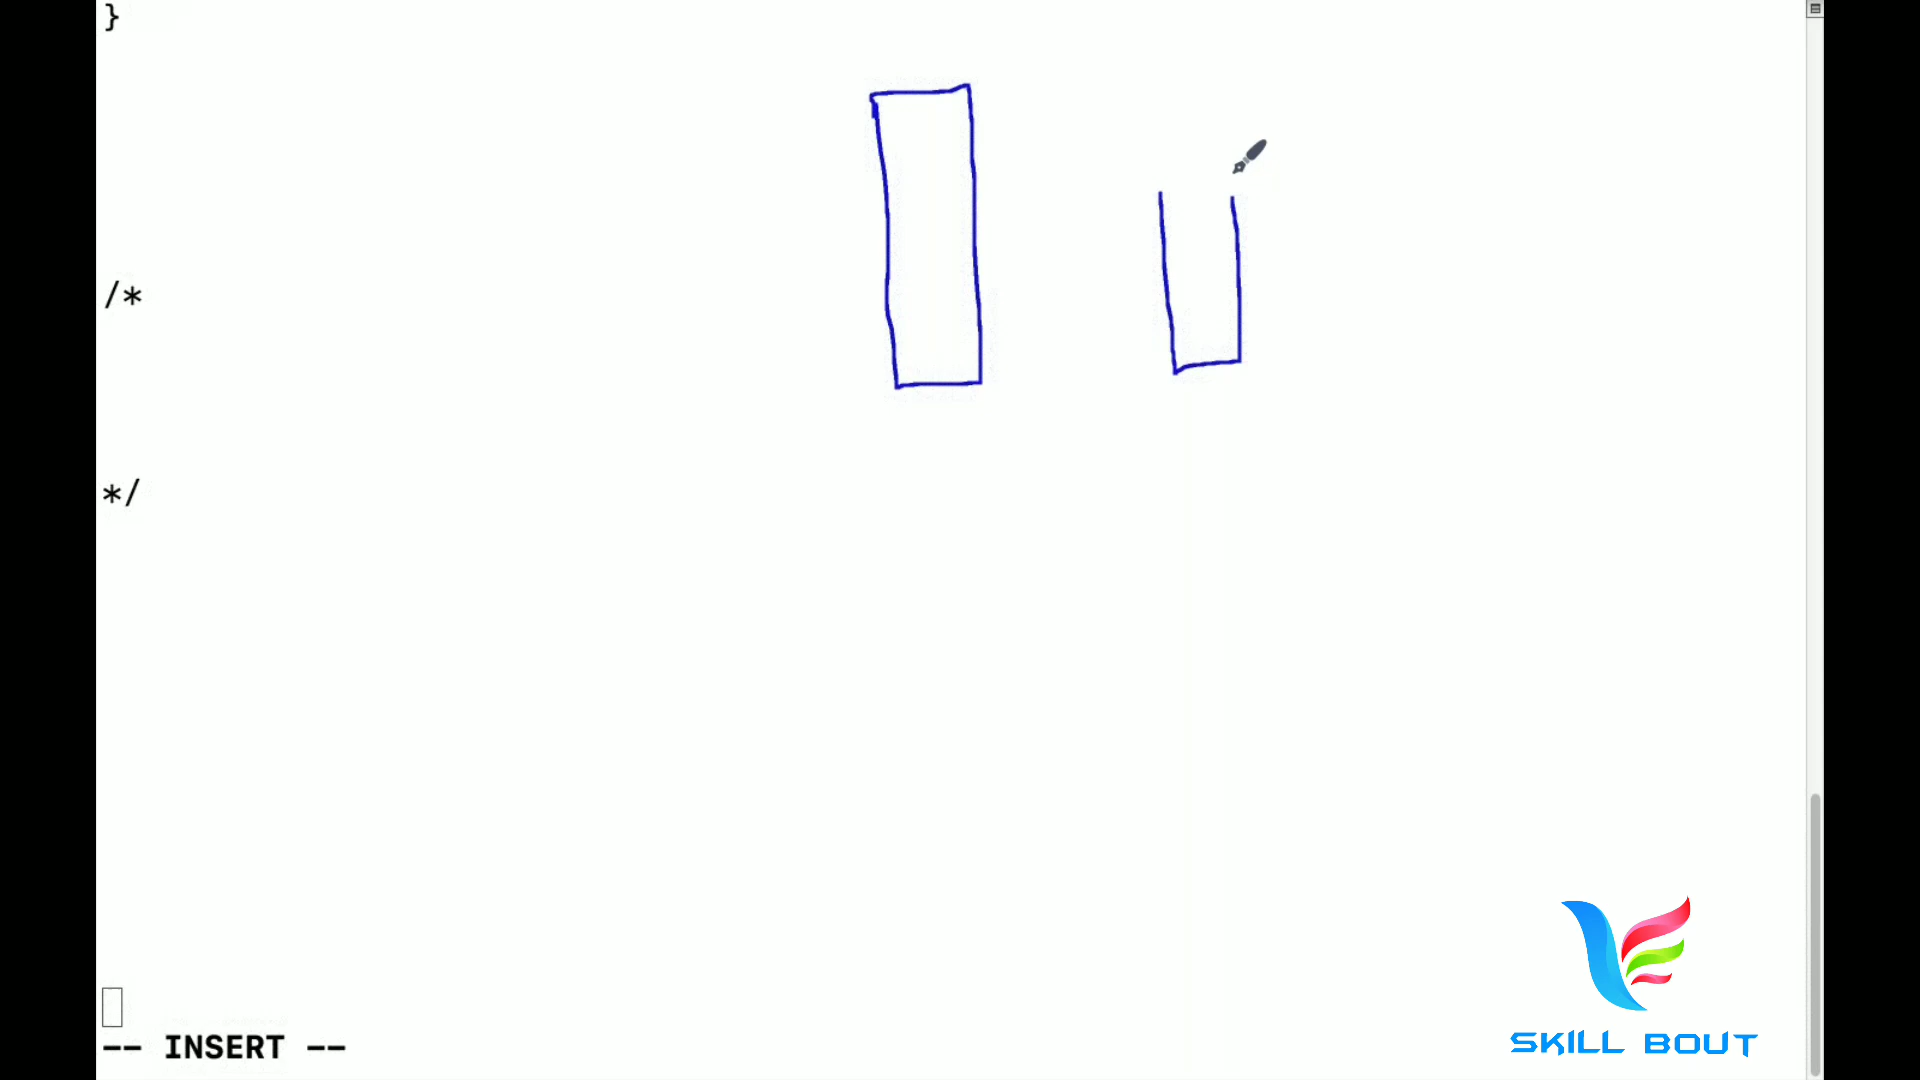 }
/*
*/
-- INSERT --
SKILL BOUT